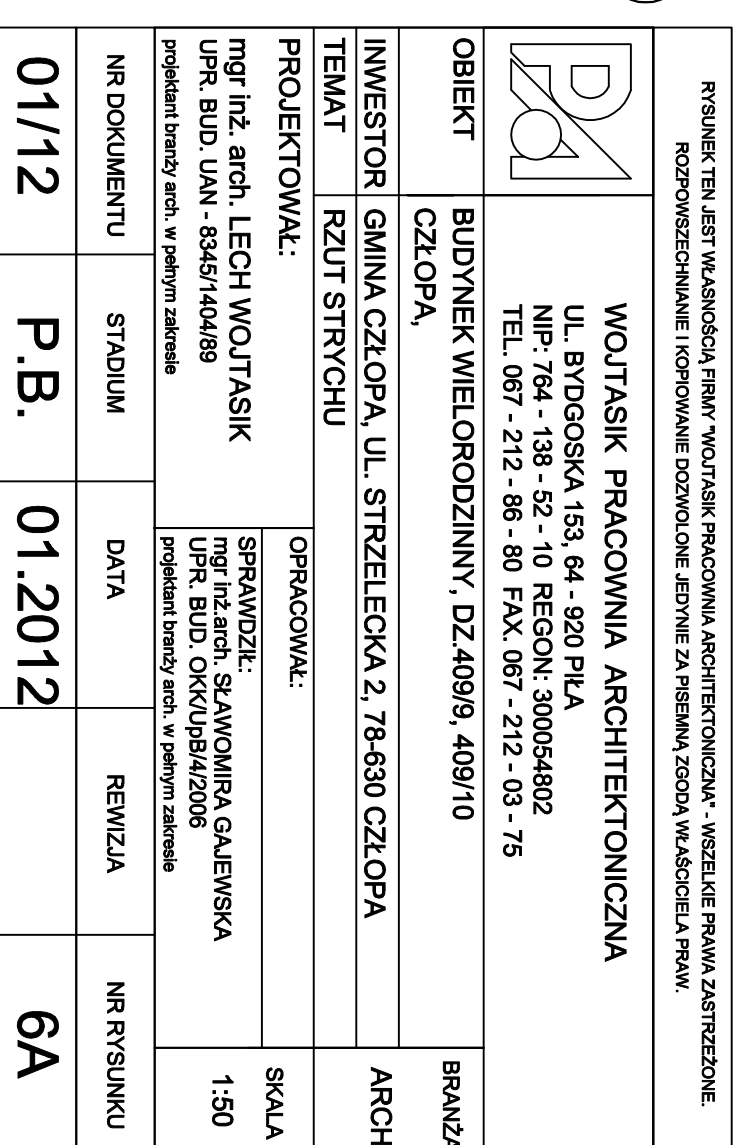 RYSUNEK TEN JEST WŁASNOŚCIĄ FIRMY "WOJTASIK PRACOWNIA ARCHITEKTONICZNA" - WSZELKIE PRAWA ZASTRZEŻONE.
ROZPOWSZECHNIANIE I KOPIOWANIE DOZWOLONE JEDYNIE ZA PISEMNĄ ZGODĄ WŁAŚCICIELA PRAW.
WOJTASIK PRACOWNIA ARCHITEKTONICZNA
UL. BYDGOSKA 153, 64 - 920 PIŁA
NIP: 764 - 138 - 52 - 10 REGON: 300054802
TEL. 067 - 212 - 86 - 80 FAX. 067 - 212 - 03 - 75
OBIEKT
BUDYNEK WIELORODZINNY, DZ.409/9, 409/10
CZŁOPA,
BRANŻA
ARCH
INWESTOR
GMINA CZŁOPA, UL. STRZELECKA 2, 78-630 CZŁOPA
TEMAT
RZUT STRYCHU
PROJEKTOWAŁ:
mgr inż. arch. LECH WOJTASIK
UPR. BUD. UAN - 8345/1404/89
projektant branży arch. w pełnym zakresie
OPRACOWAŁ:
SPRAWDZIŁ:
mgr inż.arch. SŁAWOMIRA GAJEWSKA
UPR. BUD. OKK/UpB/4/2006
projektant branży arch. w pełnym zakresie
SKALA
1:50
NR DOKUMENTU
STADIUM
DATA
REWIZJA
NR RYSUNKU
01/12
P.B.
01.2012
6A